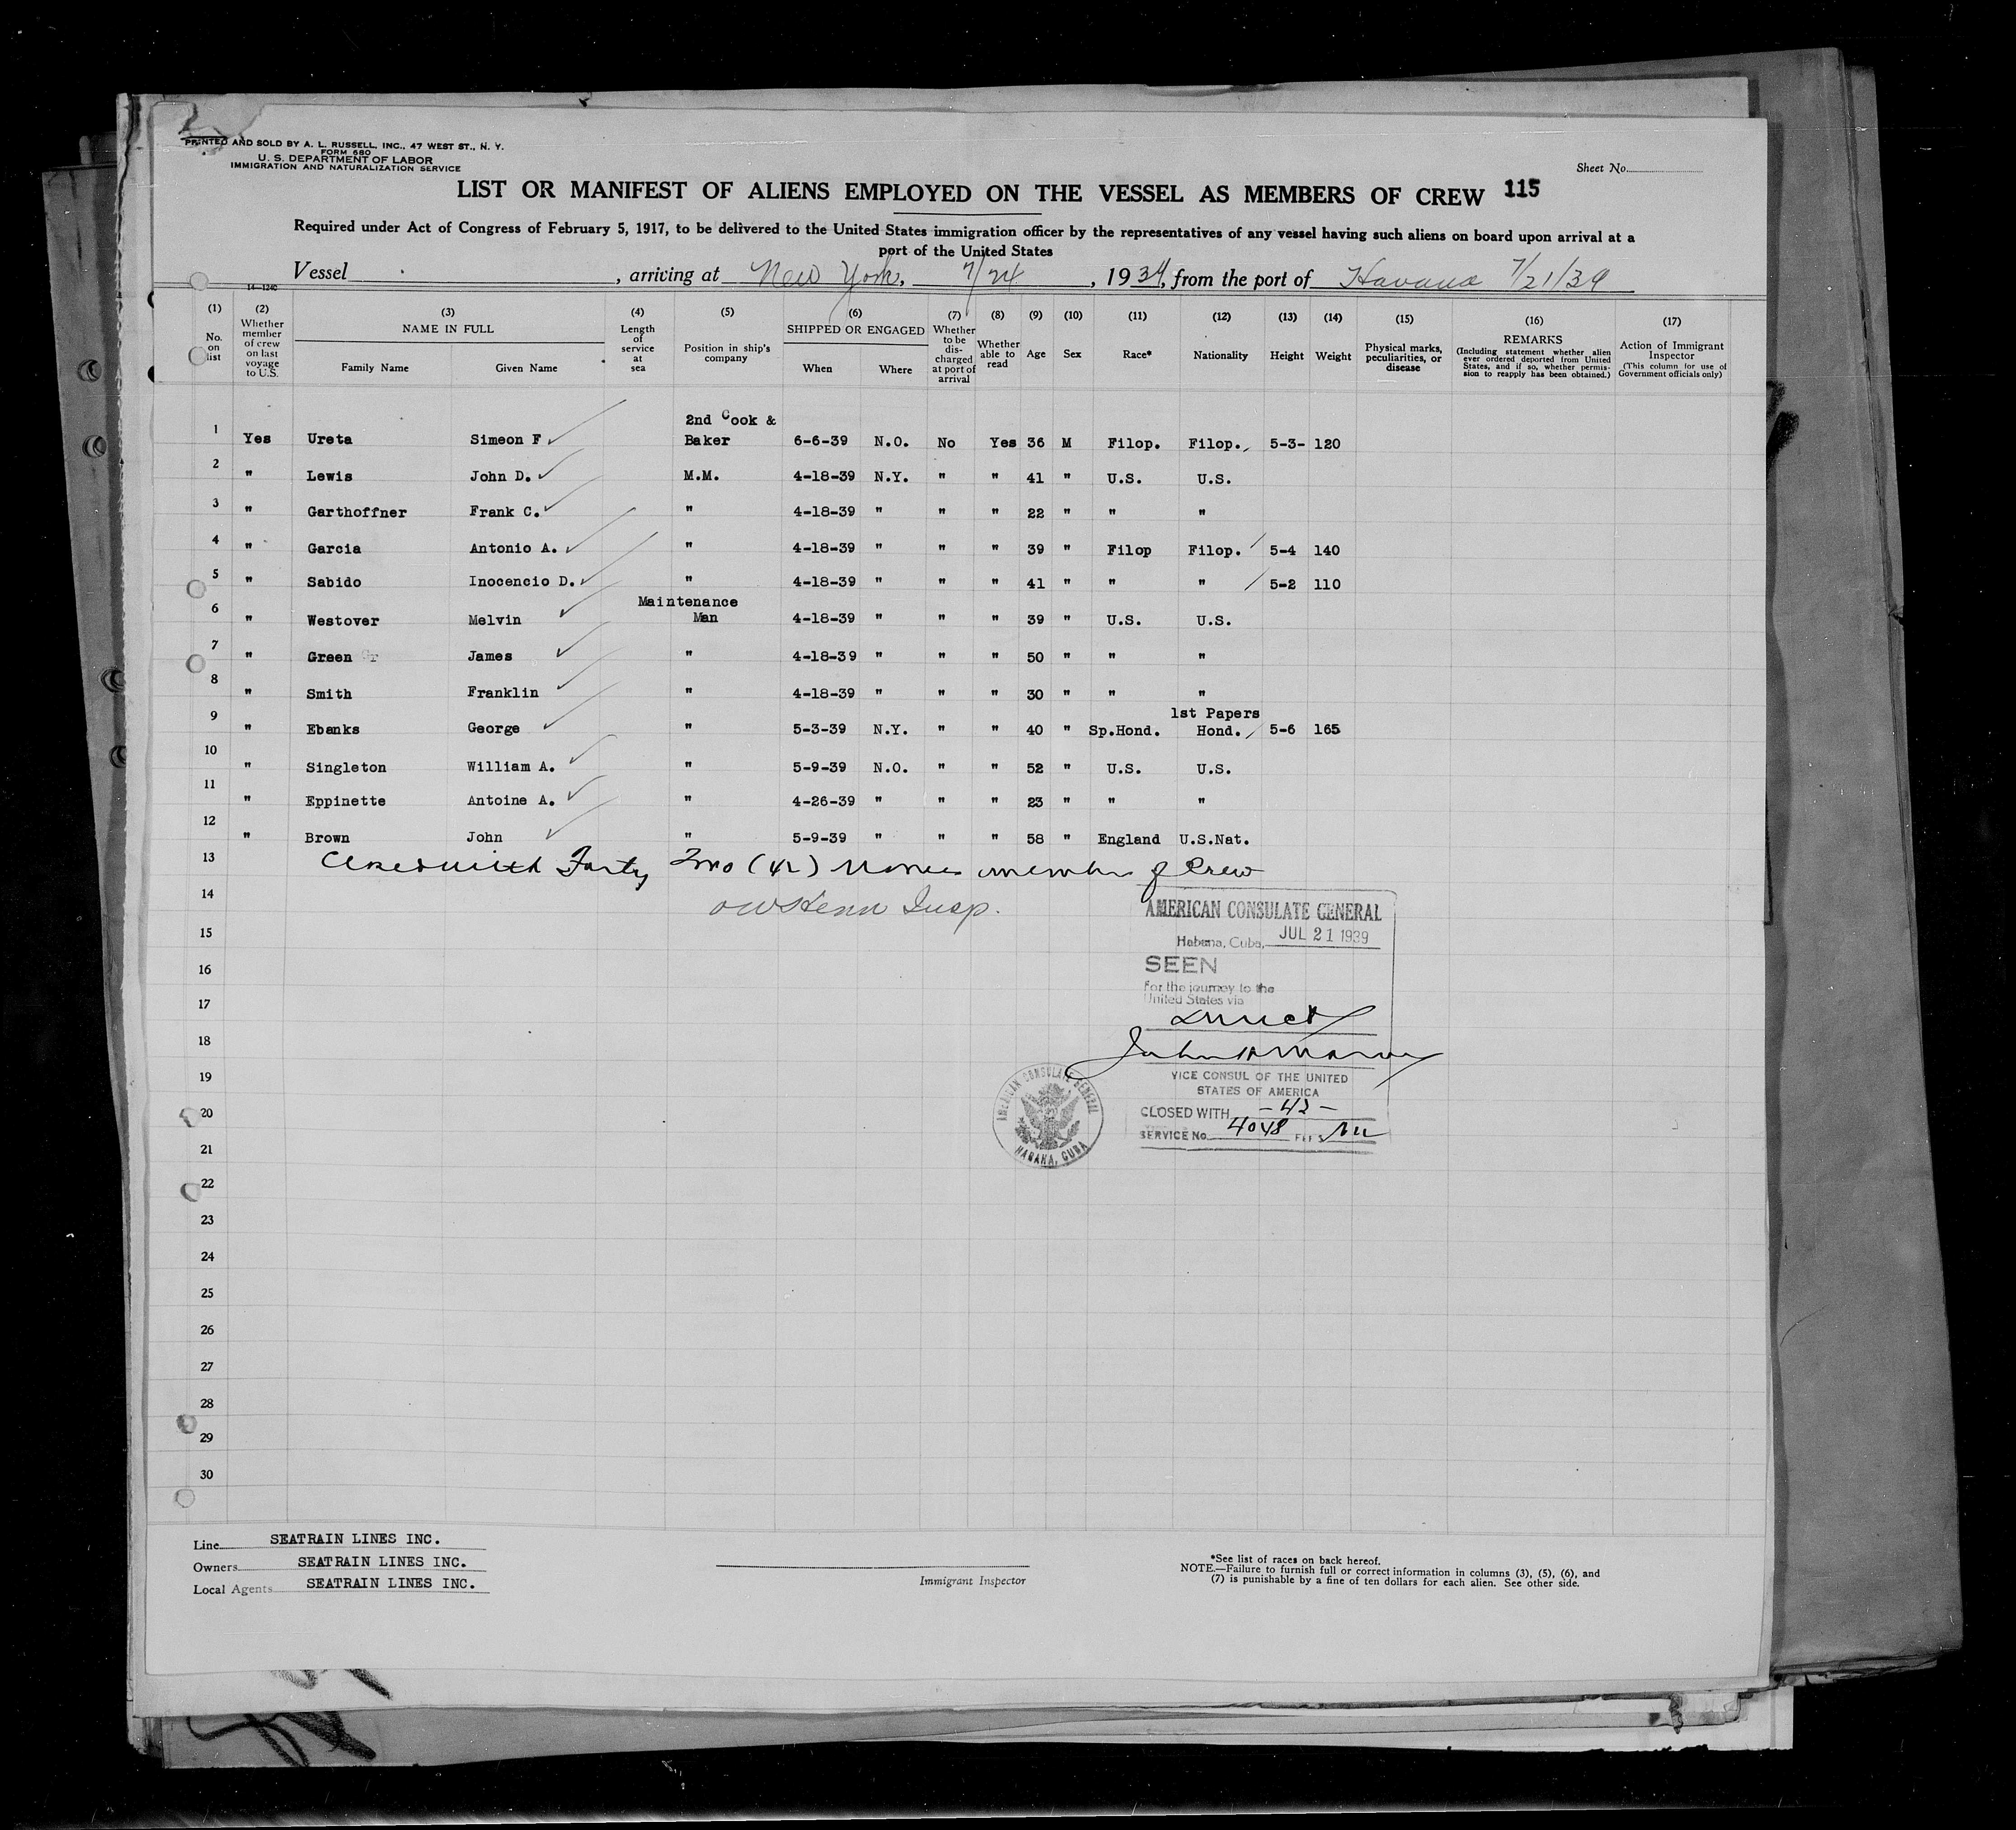 PRINTED AND SOLD BY A. L. RUSSELL, INC., 47 WEST ST., N. Y.
FORM 680
U. S. DEPARTMENT OF LABOR
IMMIGRATION AND NATURALIZATION SERVICE
Sheet No.
LIST OR MANIFEST OF ALIENS EMPLOYED ON THE VESSEL AS MEMBERS OF CREW 115
Required under Act of Congress of February 5, 1917, to be delivered to the United States immigration officer by the representatives of any vessel having such aliens on board upon arrival at a
port of the United States
Vessel , arriving at New York, 7/24, 1939, from the port of Havana 7/21/39
14-1240
(1) (2) (3) (4) (5) (6) (7) (8) (9) (10) (11) (12) (13) (14) (15) (16) (17)
No. on list Whether member of crew on last voyage to U.S. NAME IN FULL Family Name Given Name Length of service at sea Position in ship's company SHIPPED OR ENGAGED When Where Whether to be discharged at port of arrival Whether able to read Age Sex Race* Nationality Height Weight Physical marks, peculiarities, or disease REMARKS (Including statement whether alien ever ordered deported from United States, and if so, whether permission to reapply has been obtained.) Action of Immigrant Inspector (This column for use of Government officials only)
1 Yes Ureta Simeon F 2nd Cook & Baker 6-6-39 N.O. No Yes 36 M Filop. Filop. 5-3- 120
2 " Lewis John D. M.M. 4-18-39 N.Y. " " 41 " U.S. U.S.
3 " Garthoffner Frank C. " 4-18-39 " " " 22 " " "
4 " Garcia Antonio A. " 4-18-39 " " " 39 " Filop Filop. 5-4 140
5 " Sabido Inocencio D. " 4-18-39 " " " 41 " " " 5-2 110
6 " Westover Melvin Maintenance Man 4-18-39 " " " 39 " U.S. U.S.
7 " Green James " 4-18-39 " " " 50 " " "
8 " Smith Franklin " 4-18-39 " " " 30 " " "
9 " Ebanks George " 5-3-39 N.Y. " " 40 " Sp.Hond. 1st Papers Hond. 5-6 165
10 " Singleton William A. " 5-9-39 N.O. " " 52 " U.S. U.S.
11 " Eppinette Antoine A. " 4-26-39 " " " 23 " " "
12 " Brown John " 5-9-39 " " " 58 " England U.S.Nat.
13 Closed with Forty Two (42) Names members of Crew
14 Insp.
AMERICAN CONSULATE GENERAL
15 Habana, Cuba, JUL 21 1939
16 SEEN
For the journey to the
17 United States via
Direct
18
19 VICE CONSUL OF THE UNITED
STATES OF AMERICA
20 CLOSED WITH -42-
SERVICE No. 4048 FEES Nil
AMERICAN CONSULATE GENERAL
HABANA, CUBA
21
22
23
24
25
26
27
28
29
30
Line SEATRAIN LINES INC.
Owners SEATRAIN LINES INC.
Local Agents SEATRAIN LINES INC.
Immigrant Inspector
*See list of races on back hereof.
NOTE.—Failure to furnish full or correct information in columns (3), (5), (6), and
(7) is punishable by a fine of ten dollars for each alien. See other side.